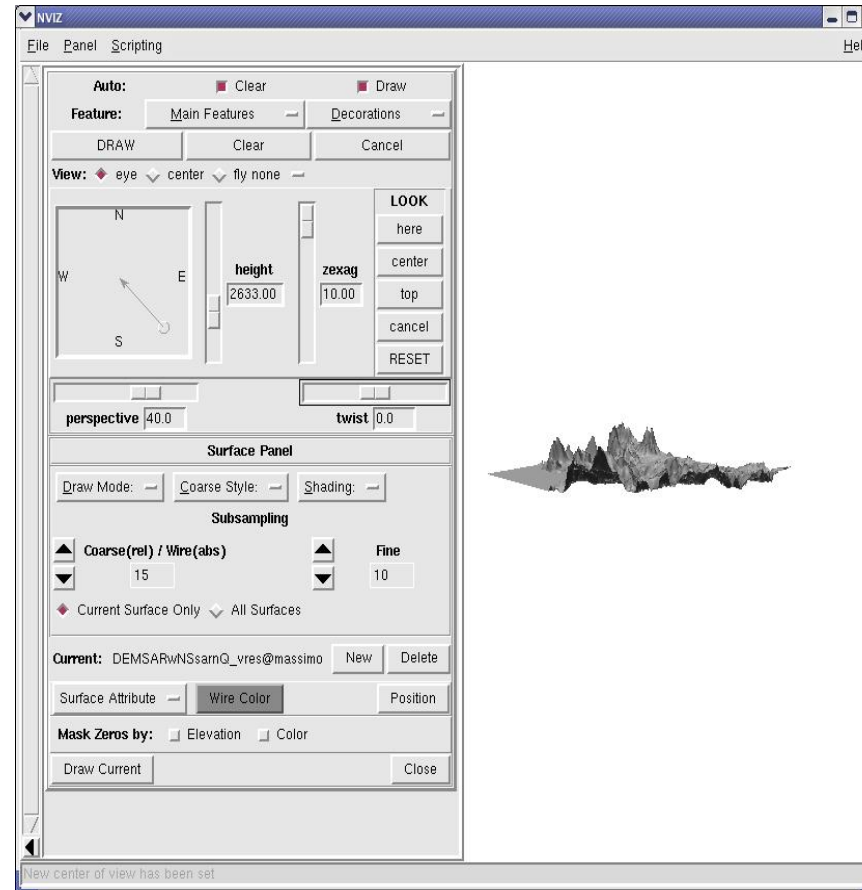 NVIZ
File Panel Scripting Hel
Auto: Clear Draw
Feature: Main Features Decorations
DRAW Clear Cancel
View: eye center fly none
LOOK
N
here
W E
height
2633.00
zexag
10.00
center
top
S
cancel
RESET
perspective 40.0 twist 0.0
Surface Panel
Draw Mode: Coarse Style: Shading:
Subsampling
Coarse(rel) / Wire(abs) Fine
15 10
Current Surface Only All Surfaces
Current: DEMSARwNSsarnQ_vres@massimo New Delete
Surface Attribute Wire Color Position
Mask Zeros by: Elevation Color
Draw Current Close
New center of view has been set